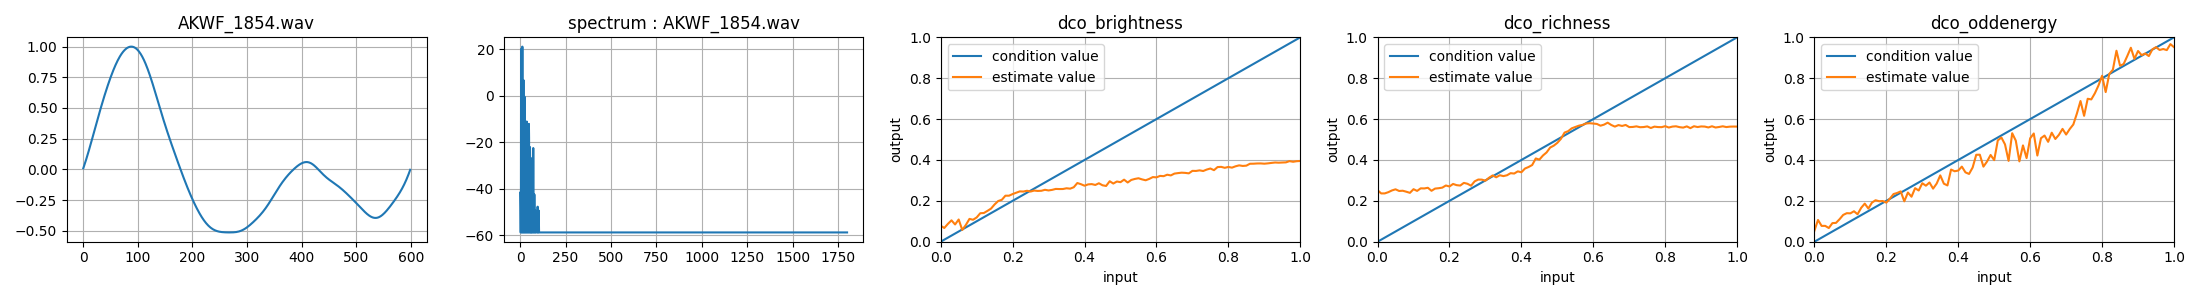 AKWF_1854.wav
1.00
0.75
0.50
0.25
0.00
−0.25
−0.50
0 100 200 300 400 500 600
spectrum : AKWF_1854.wav
20
0
−20
−40
−60
0 250 500 750 1000 1250 1500 1750
dco_brightness
condition value
estimate value
output
1.0
0.8
0.6
0.4
0.2
0.0
0.0 0.2 0.4 0.6 0.8 1.0
input
dco_richness
condition value
estimate value
output
1.0
0.8
0.6
0.4
0.2
0.0
0.0 0.2 0.4 0.6 0.8 1.0
input
dco_oddenergy
condition value
estimate value
output
1.0
0.8
0.6
0.4
0.2
0.0
0.0 0.2 0.4 0.6 0.8 1.0
input